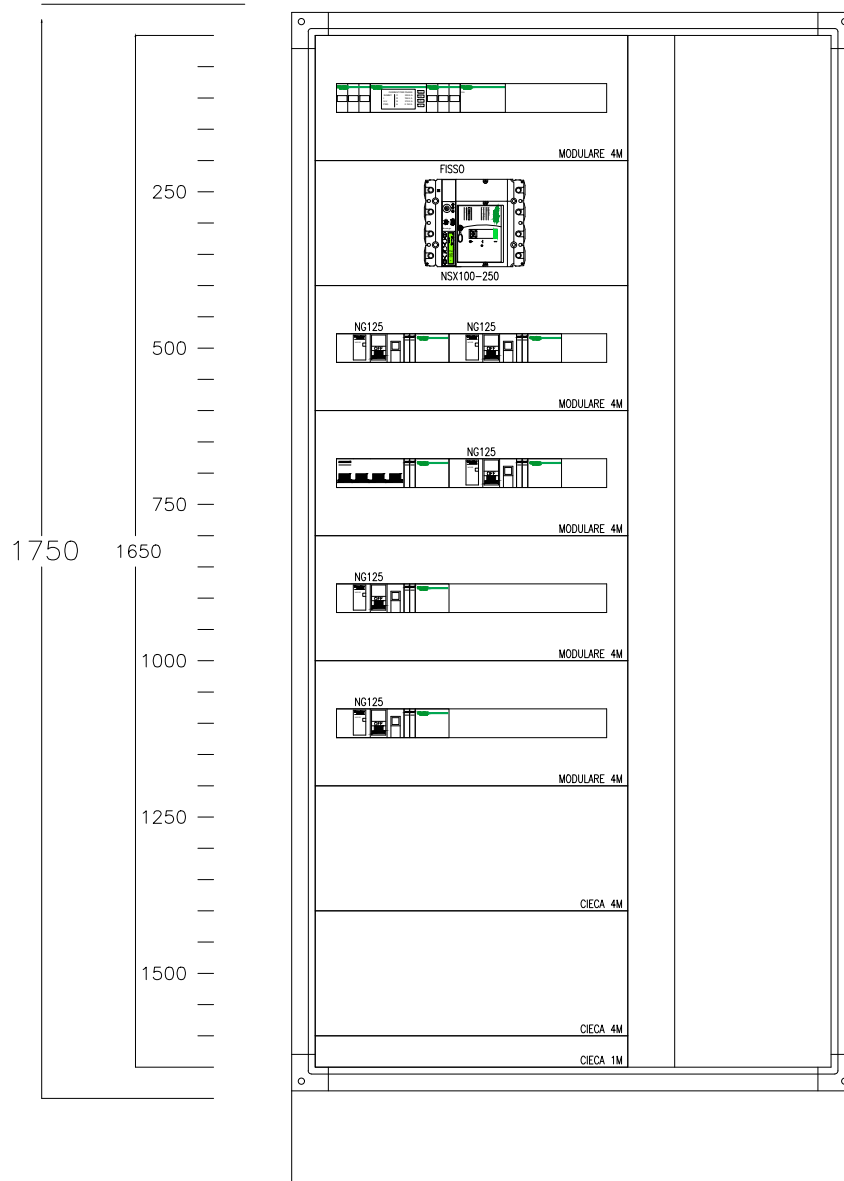 MODULARE 4M
FISSO
250
NSX100-250
NG125 NG125
500
MODULARE 4M
NG125
750
MODULARE 4M
1750 1650
NG125
1000
MODULARE 4M
NG125
MODULARE 4M
1250
CIECA 4M
1500
CIECA 4M
CIECA 1M